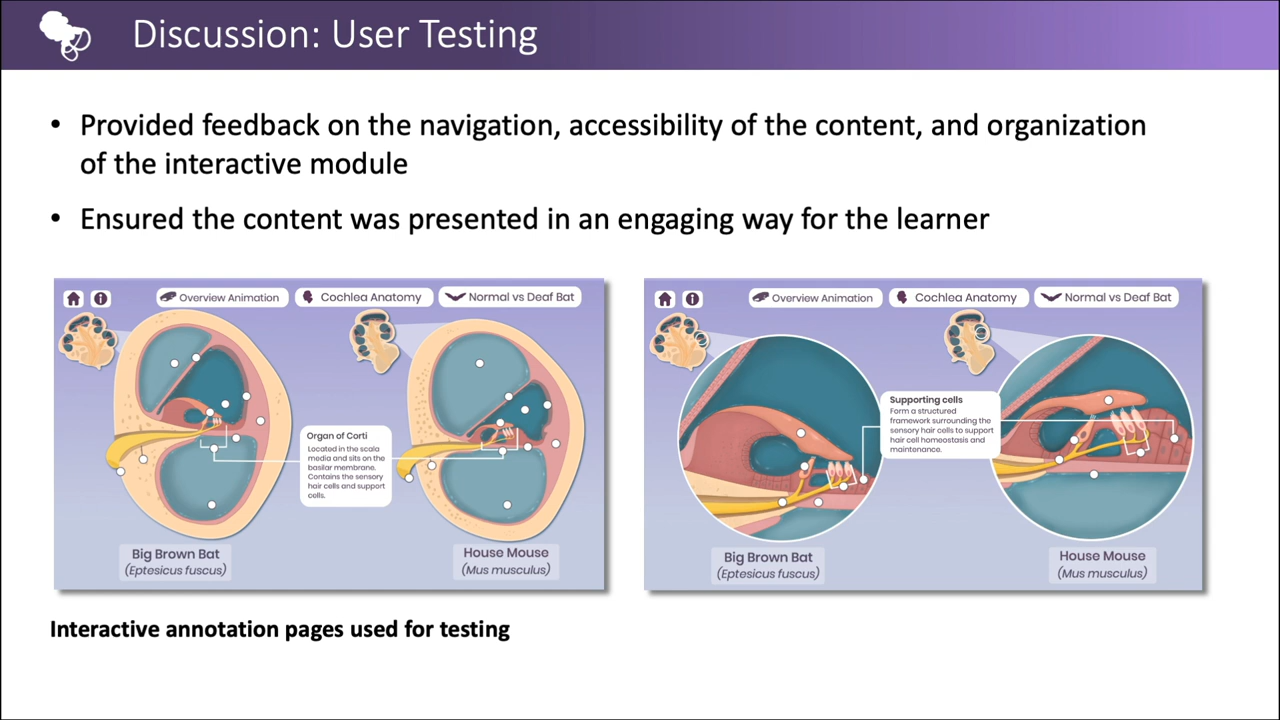 Discussion: User Testing
• Provided feedback on the navigation, accessibility of the content, and organization
of the interactive module
• Ensured the content was presented in an engaging way for the learner
Overview Animation
Cochlea Anatomy
Normal vs Deaf Bat
Organ of Corti
Located in the scala
media and sits on the
basilar membrane.
Contains the sensory
hair cells and support
cells.
Big Brown Bat
(Eptesicus fuscus)
House Mouse
(Mus musculus)
Overview Animation
Cochlea Anatomy
Normal vs Deaf Bat
Supporting cells
Form a structured
framework surrounding the
sensory hair cells to support
hair cell homeostasis and
maintenance.
Big Brown Bat
(Eptesicus fuscus)
House Mouse
(Mus musculus)
Interactive annotation pages used for testing